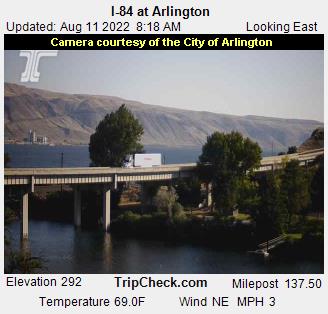 I-84 at Arlington
Updated: Aug 11 2022 8:18 AM Looking East
Camera courtesy of the City of Arlington
Elevation 292 TripCheck.com Milepost 137.50
Temperature 69.0F Wind NE MPH 3